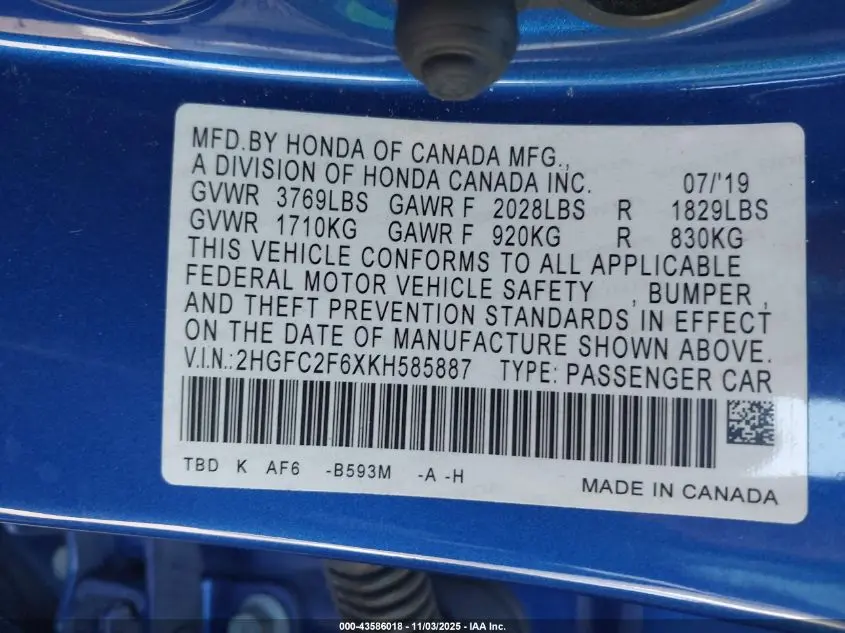 MFD.BY HONDA OF CANADA MFG.,
A DIVISION OF HONDA CANADA INC. 07/'19
GVWR 3769LBS GAWR F 2028LBS R 1829LBS
GVWR 1710KG GAWR F 920KG R 830KG
THIS VEHICLE CONFORMS TO ALL APPLICABLE
FEDERAL MOTOR VEHICLE SAFETY , BUMPER ,
AND THEFT PREVENTION STANDARDS IN EFFECT
ON THE DATE OF MANUFACTURE SHOWN ABOVE.
V.I.N.:2HGFC2F6XKH585887 TYPE: PASSENGER CAR
TBD K AF6 -B593M -A -H
MADE IN CANADA
000-43586018 - 11/03/2025 - IAA Inc.